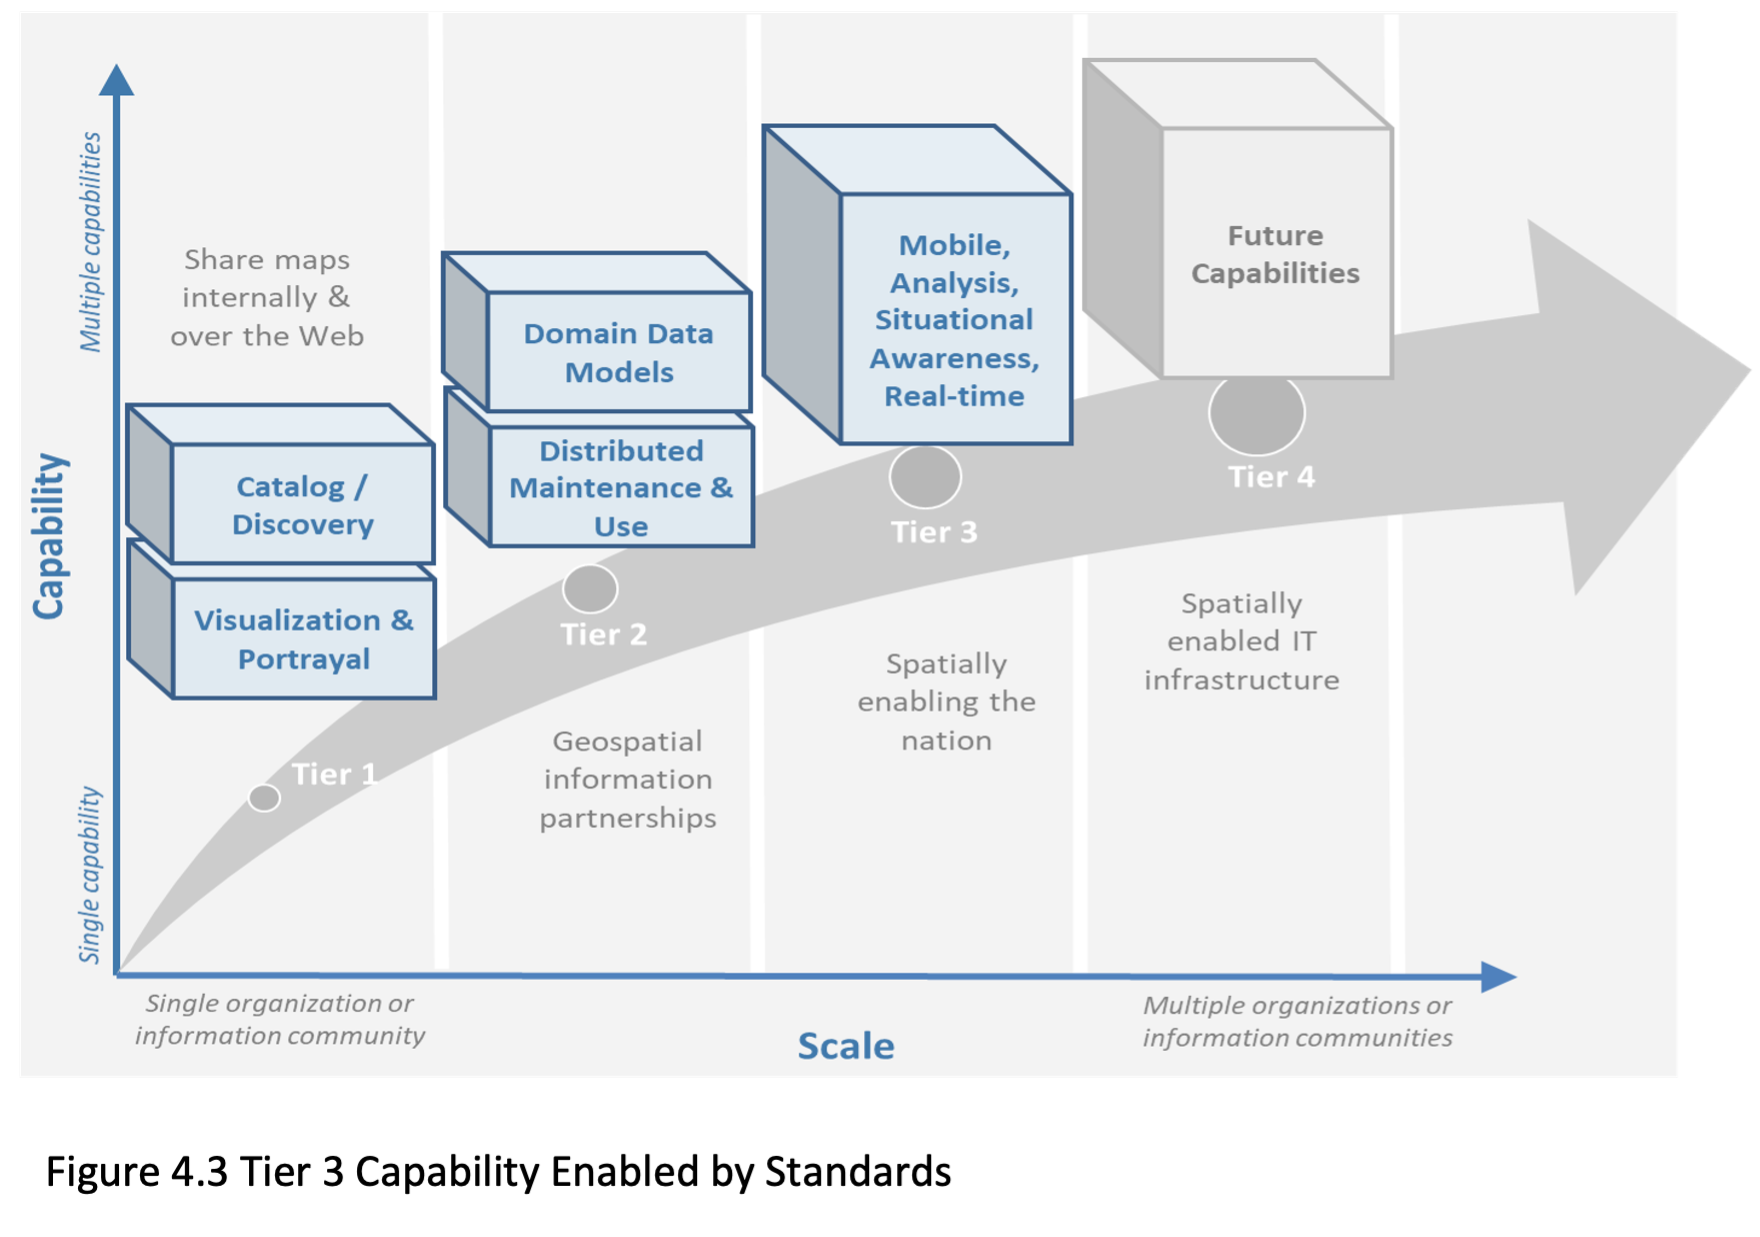 Multiple capabilities
Capability
Single capability
Share maps
internally &
over the Web
Catalog /
Discovery
Visualization &
Portrayal
Tier 1
Domain Data
Models
Distributed
Maintenance &
Use
Tier 2
Geospatial
information
partnerships
Mobile,
Analysis,
Situational
Awareness,
Real-time
Tier 3
Spatially
enabling the
nation
Future
Capabilities
Tier 4
Spatially
enabled IT
infrastructure
Single organization or
information community
Scale
Multiple organizations or
information communities
Figure 4.3 Tier 3 Capability Enabled by Standards